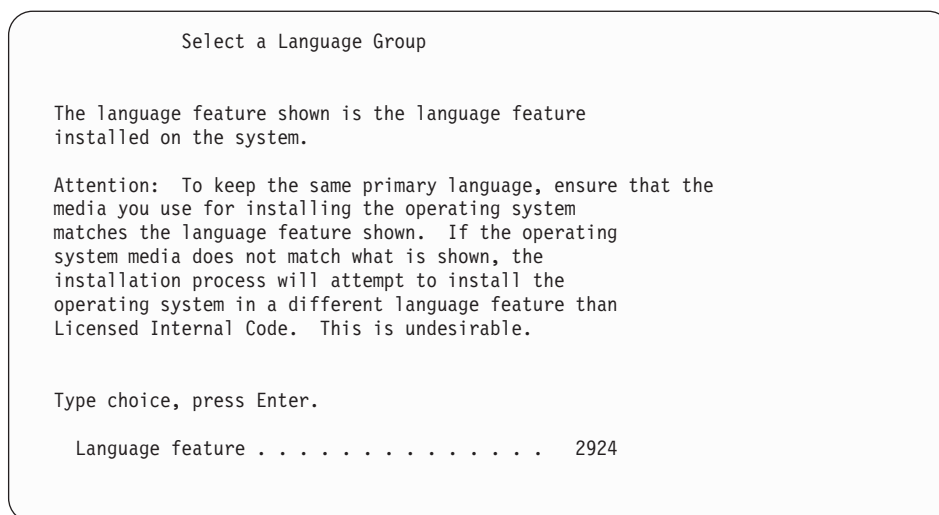 Select a Language Group
The language feature shown is the language feature
installed on the system.
Attention:  To keep the same primary language, ensure that the
media you use for installing the operating system
matches the language feature shown.  If the operating
system media does not match what is shown, the
installation process will attempt to install the
operating system in a different language feature than
Licensed Internal Code.  This is undesirable.
Type choice, press Enter.
Language feature . . . . . . . . . . . . . .   2924